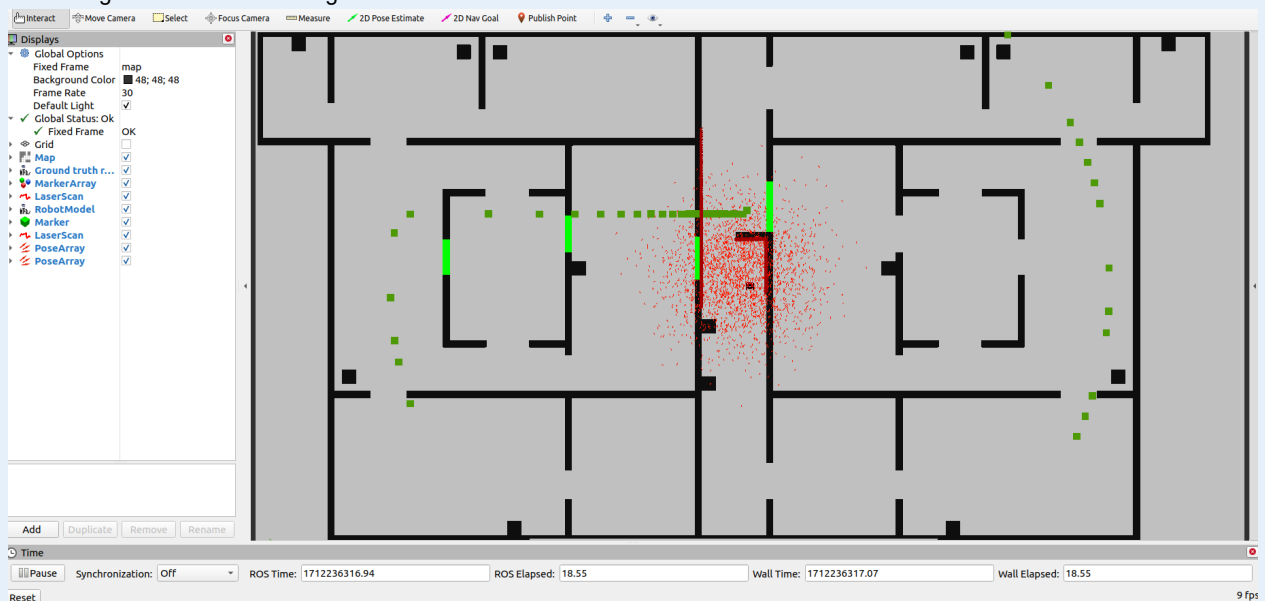 Interact Move Camera Select Focus Camera Measure 2D Pose Estimate 2D Nav Goal Publish Point
Displays
Global Options
Fixed Frame map
Background Color 48; 48; 48
Frame Rate 30
Default Light
Global Status: Ok
Fixed Frame OK
Grid
Map
Ground truth r...
MarkerArray
LaserScan
RobotModel
Marker
LaserScan
PoseArray
PoseArray
Add Duplicate Remove Rename
Time
Pause Synchronization: Off ROS Time: 1712236316.94 ROS Elapsed: 18.55 Wall Time: 1712236317.07 Wall Elapsed: 18.55
Reset 9 fps